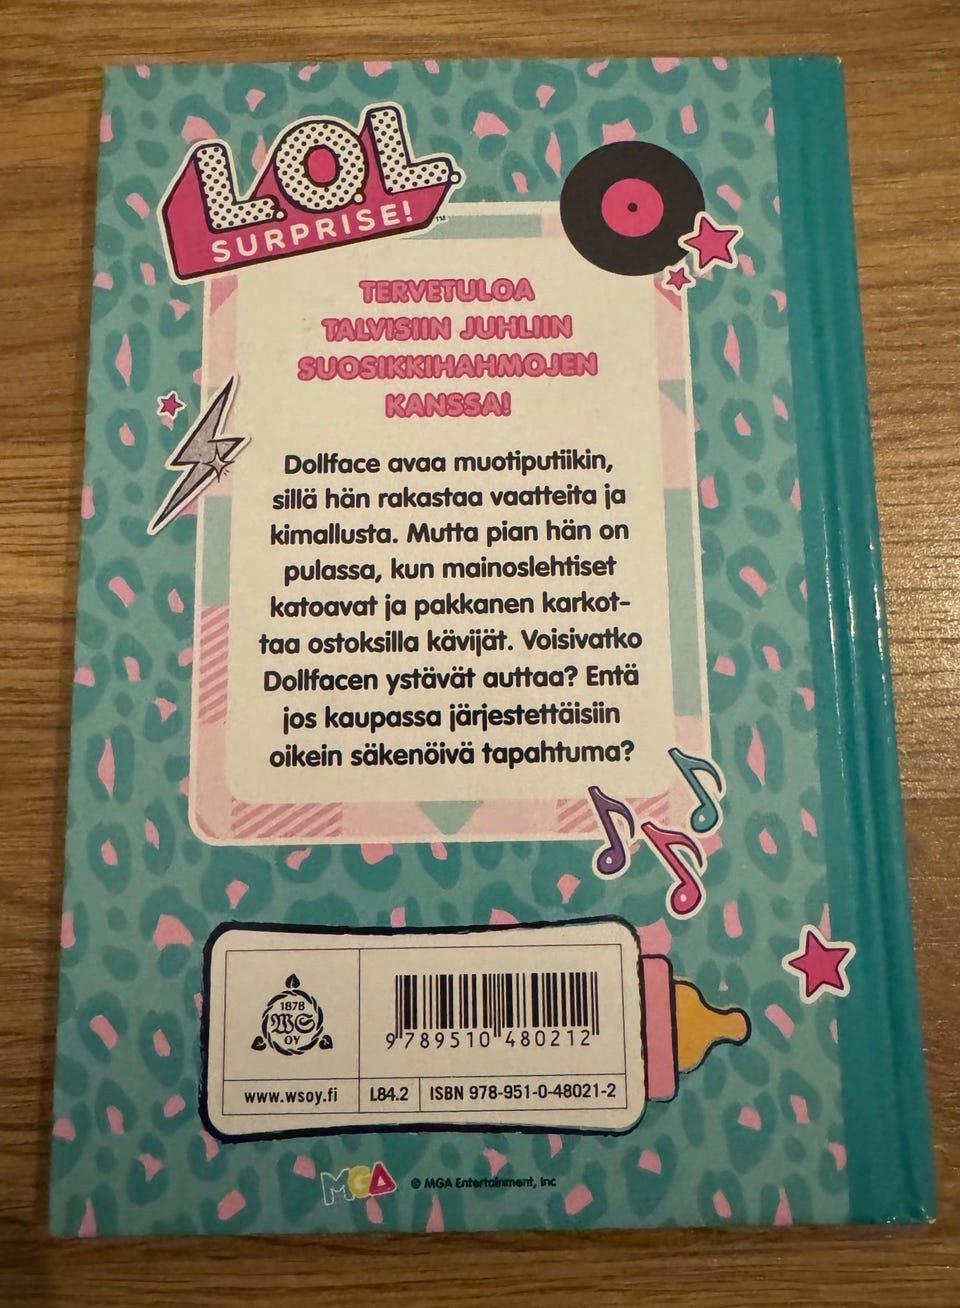 L.O.L.
SURPRISE!™
TERVETULOA
TALVISIIN JUHLIIN
SUOSIKKIHAHMOJEN
KANSSA!
Dollface avaa muotiputiikin,
sillä hän rakastaa vaatteita ja
kimallusta. Mutta pian hän on
pulassa, kun mainoslehtiset
katoavat ja pakkanen karkot-
taa ostoksilla kävijät. Voisivatko
Dollfacen ystävät auttaa? Entä
jos kaupassa järjestettäisiin
oikein säkenöivä tapahtuma?
1878
WS
OY
9 789510 480212
www.wsoy.fi
L84.2
ISBN 978-951-0-48021-2
MGA
© MGA Entertainment, Inc